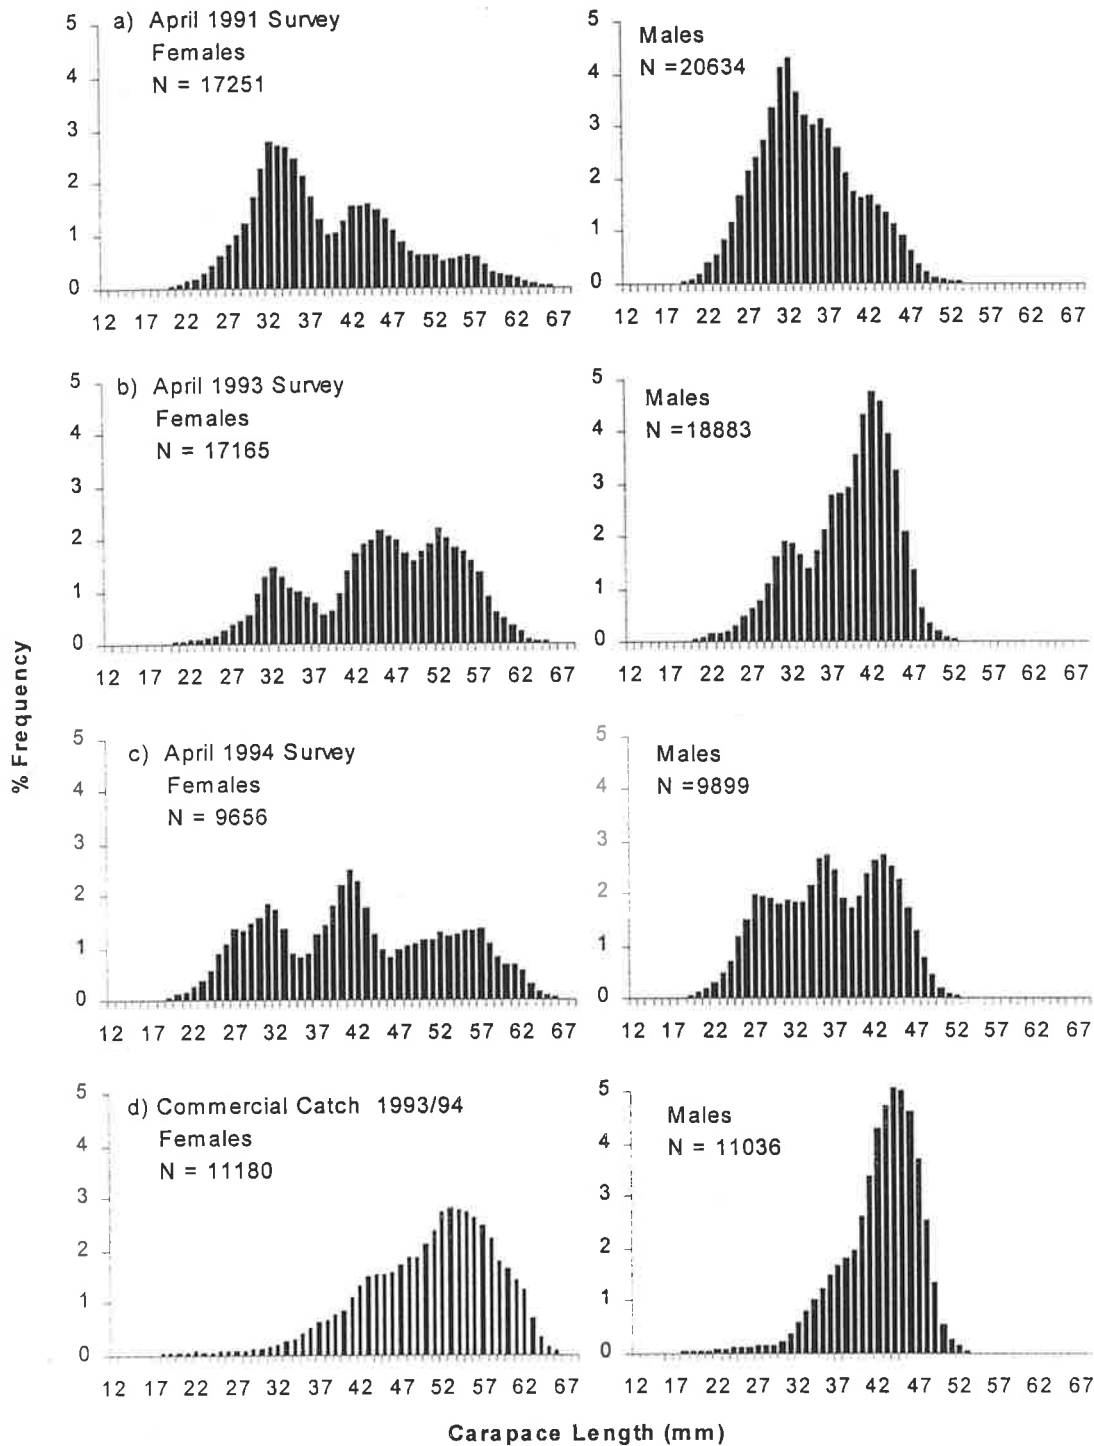 a) April 1991 Survey
Females
N = 17251
5
4
3
2
1
0
12 17 22 27 32 37 42 47 52 57 62 67
Males
N =20634
5
4
3
2
1
0
12 17 22 27 32 37 42 47 52 57 62 67
b) April 1993 Survey
Females
N = 17165
5
4
3
2
1
0
12 17 22 27 32 37 42 47 52 57 62 67
Males
N =18883
5
4
3
2
1
0
12 17 22 27 32 37 42 47 52 57 62 67
% Frequency
c) April 1994 Survey
Females
N = 9656
5
4
3
2
1
0
12 17 22 27 32 37 42 47 52 57 62 67
Males
N =9899
5
4
3
2
1
0
12 17 22 27 32 37 42 47 52 57 62 67
d) Commercial Catch 1993/94
Females
N = 11180
5
4
3
2
1
0
12 17 22 27 32 37 42 47 52 57 62 67
Males
N = 11036
5
4
3
2
1
0
12 17 22 27 32 37 42 47 52 57 62 67
Carapace Length (mm)